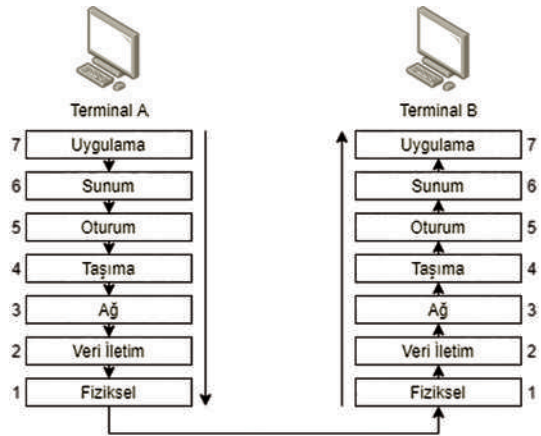 Terminal A
Terminal B
7 Uygulama
Uygulama 7
6 Sunum
Sunum 6
5 Oturum
Oturum 5
4 Taşıma
Taşıma 4
3 Ağ
Ağ 3
2 Veri İletim
Veri İletim 2
1 Fiziksel
Fiziksel 1